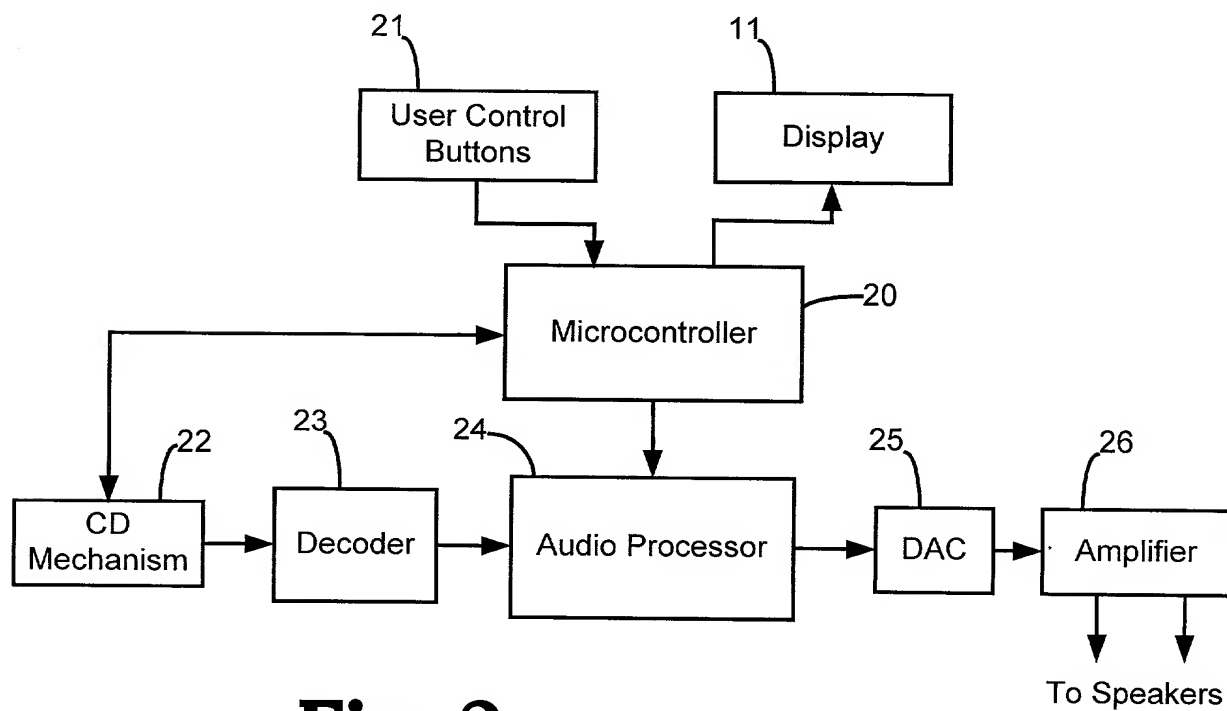 21
11
User Control
Buttons
Display
20
Microcontroller
22
23
24
25
26
CD
Mechanism
Decoder
Audio Processor
DAC
Amplifier
To Speakers